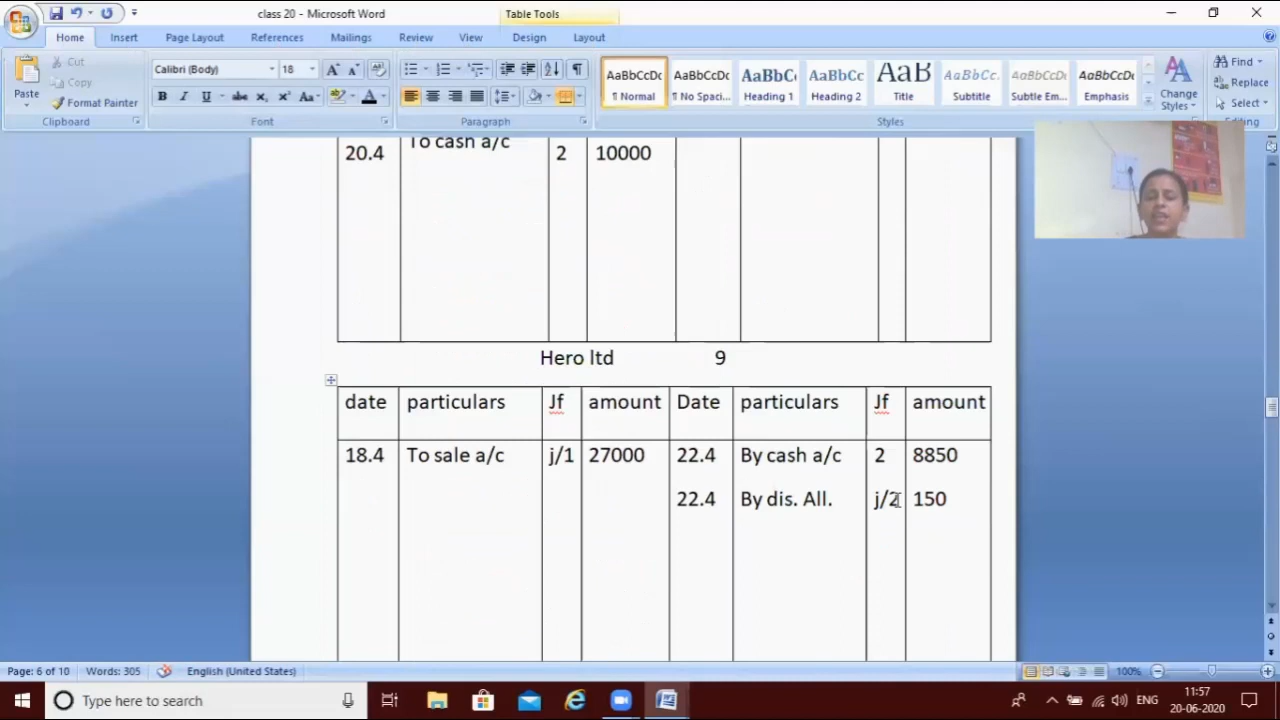 class 20 - Microsoft Word
Table Tools
Home Insert Page Layout References Mailings Review View Design Layout
Paste
Cut
Copy
Format Painter
Clipboard
Calibri (Body) 18
Font
Paragraph
AaBbCcDc AaBbCcDc AaBbC( AaBbCc AaB AaBbCc. AaBbCcDc AaBbCcDc
¶ Normal ¶ No Spaci... Heading 1 Heading 2 Title Subtitle Subtle Em... Emphasis
Change Styles
Styles
Find
Replace
Select
Editing
20.4 To cash a/c 2 10000
Hero ltd 9
date particulars Jf amount Date particulars Jf amount
18.4 To sale a/c j/1 27000 22.4 By cash a/c 2 8850
22.4 By dis. All. j/2 150
Page: 6 of 10 Words: 305 English (United States) 100%
Type here to search
ENG
11:57
20-06-2020